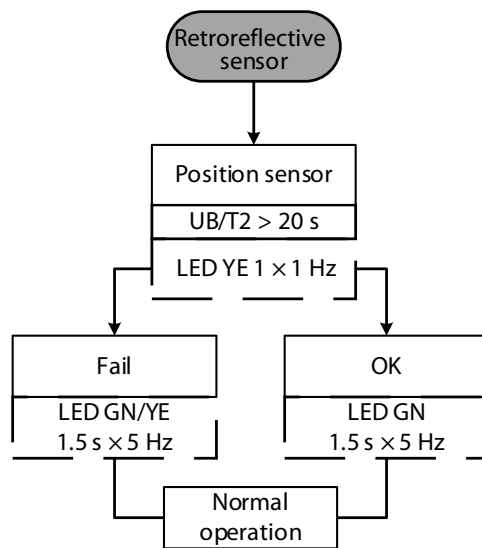 Retroreflective
sensor
Position sensor
UB/T2 > 20 s
LED YE 1 × 1 Hz
Fail
OK
LED GN/YE
1.5 s × 5 Hz
LED GN
1.5 s × 5 Hz
Normal
operation